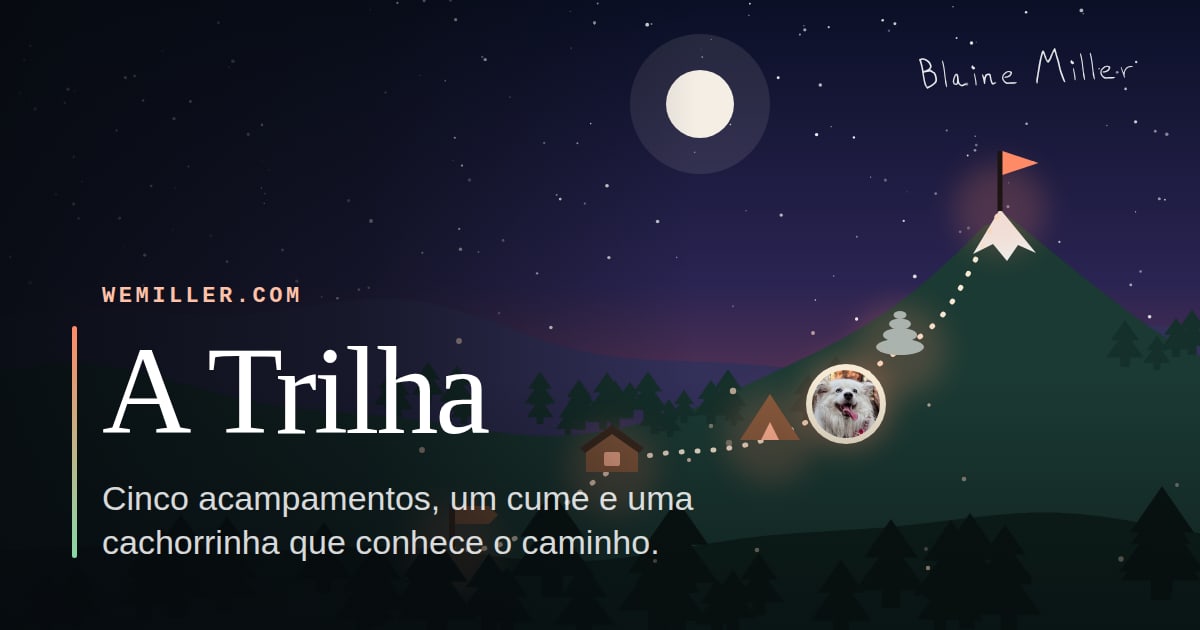 Blaine Miller
WEMILLER.COM
A Trilha
Cinco acampamentos, um cume e uma
cachorrinha que conhece o caminho.